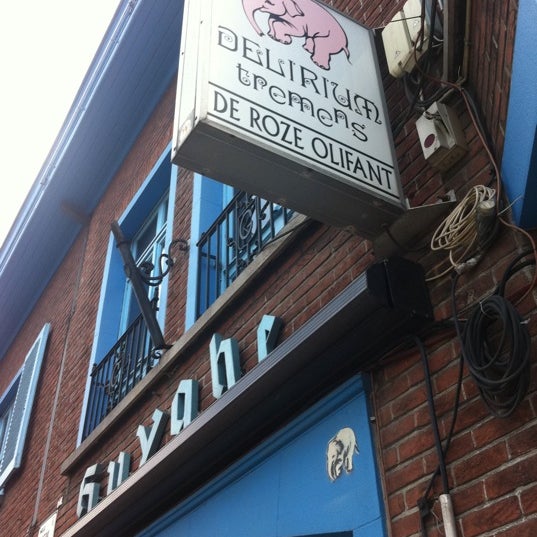 DELIRIUM
tremens
DE ROZE OLIFANT